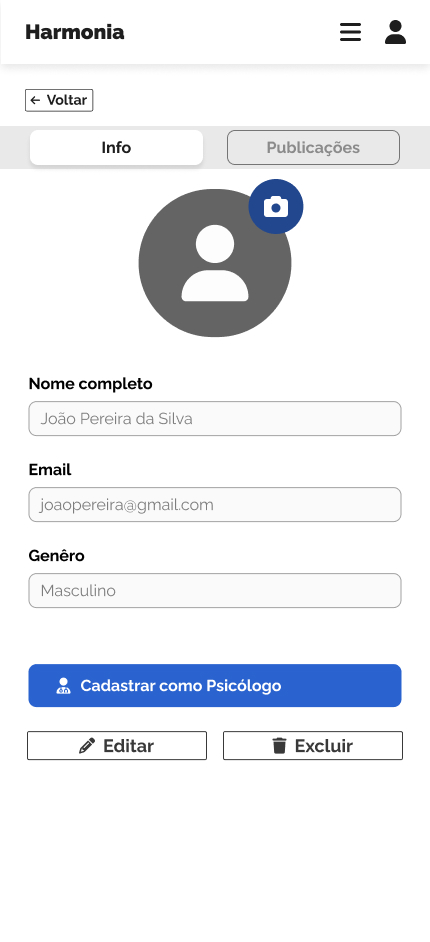 Harmonia
← Voltar
Info
Publicações
Nome completo
João Pereira da Silva
Email
joaopereira@gmail.com
Genêro
Masculino
Cadastrar como Psicólogo
Editar
Excluir